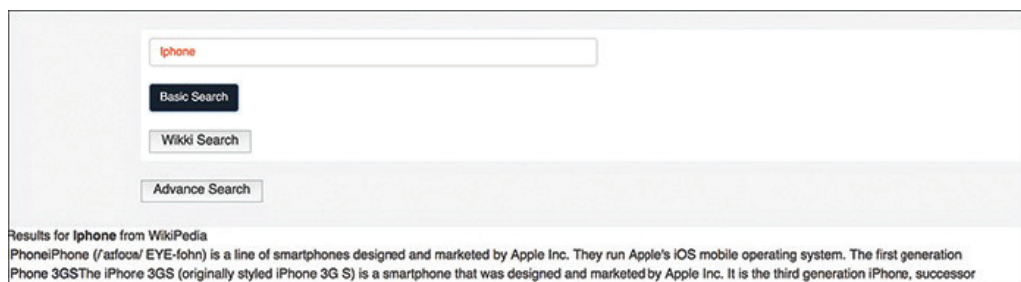 Iphone
Basic Search
Wikki Search
Advance Search
Results for Iphone from WikiPedia
PhoneiPhone (/ˈaɪfoʊn/ EYE-fohn) is a line of smartphones designed and marketed by Apple Inc. They run Apple's iOS mobile operating system. The first generation
Phone 3GSThe iPhone 3GS (originally styled iPhone 3G S) is a smartphone that was designed and marketed by Apple Inc. It is the third generation iPhone, successor